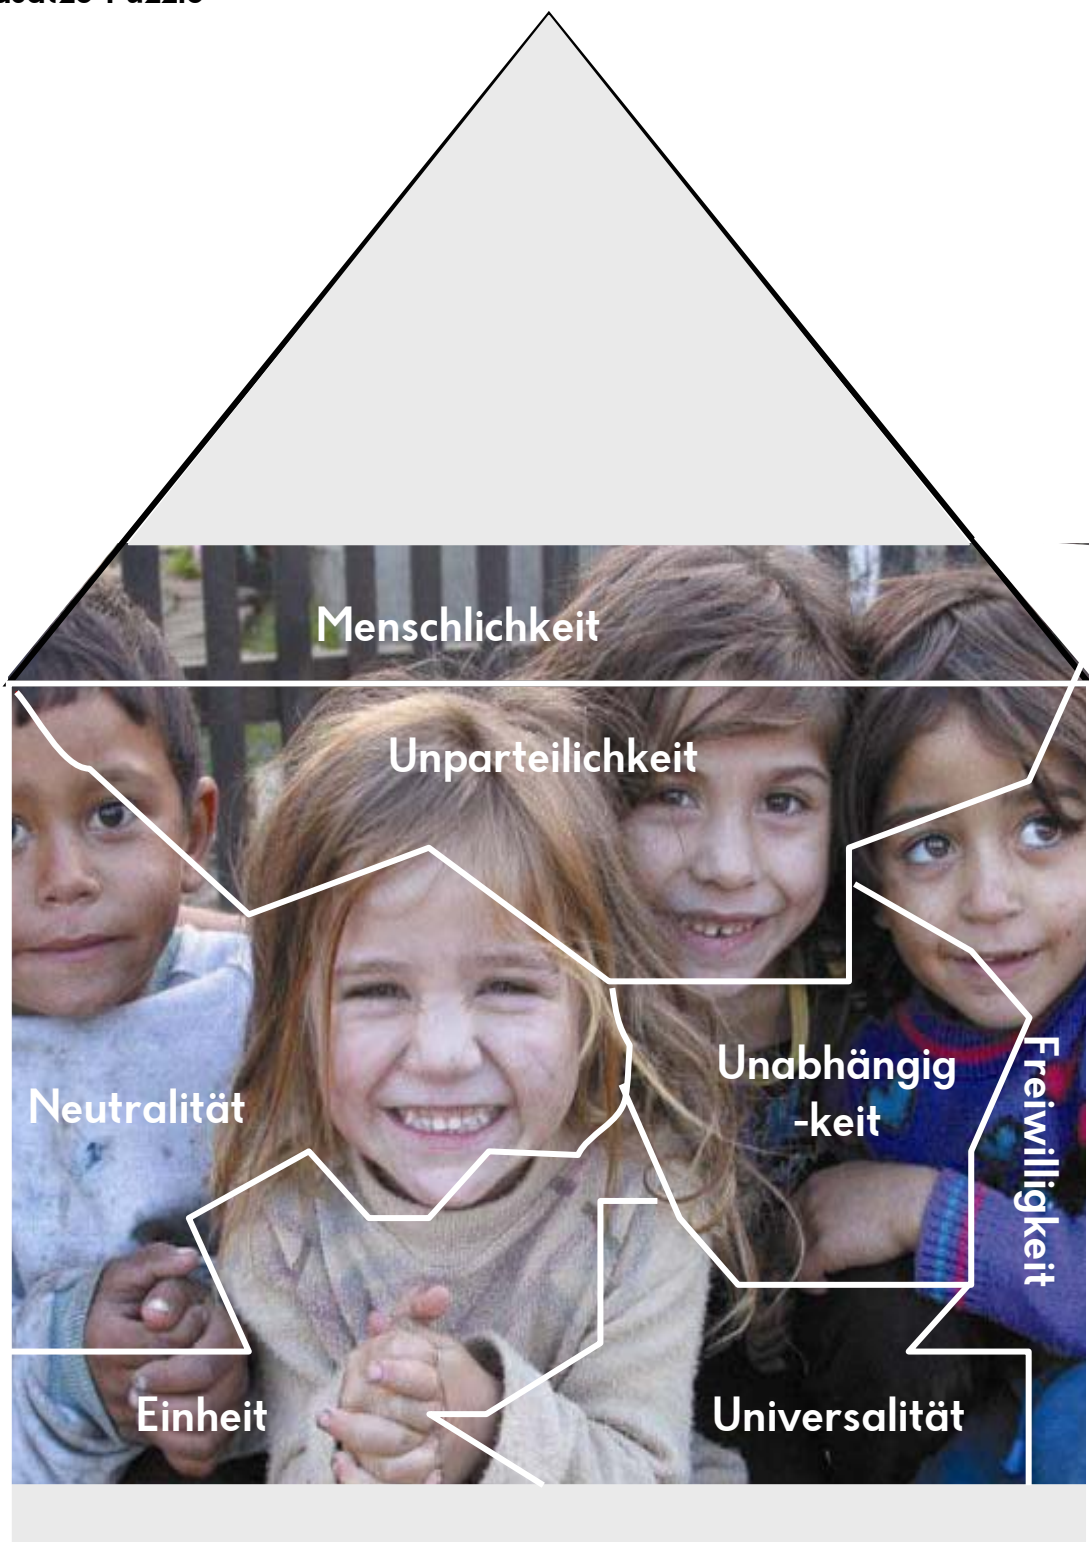 Menschlichkeit
Unparteilichkeit
Unabhängig
-keit
Neutralität
Freiwilligkeit
Einheit
Universalität